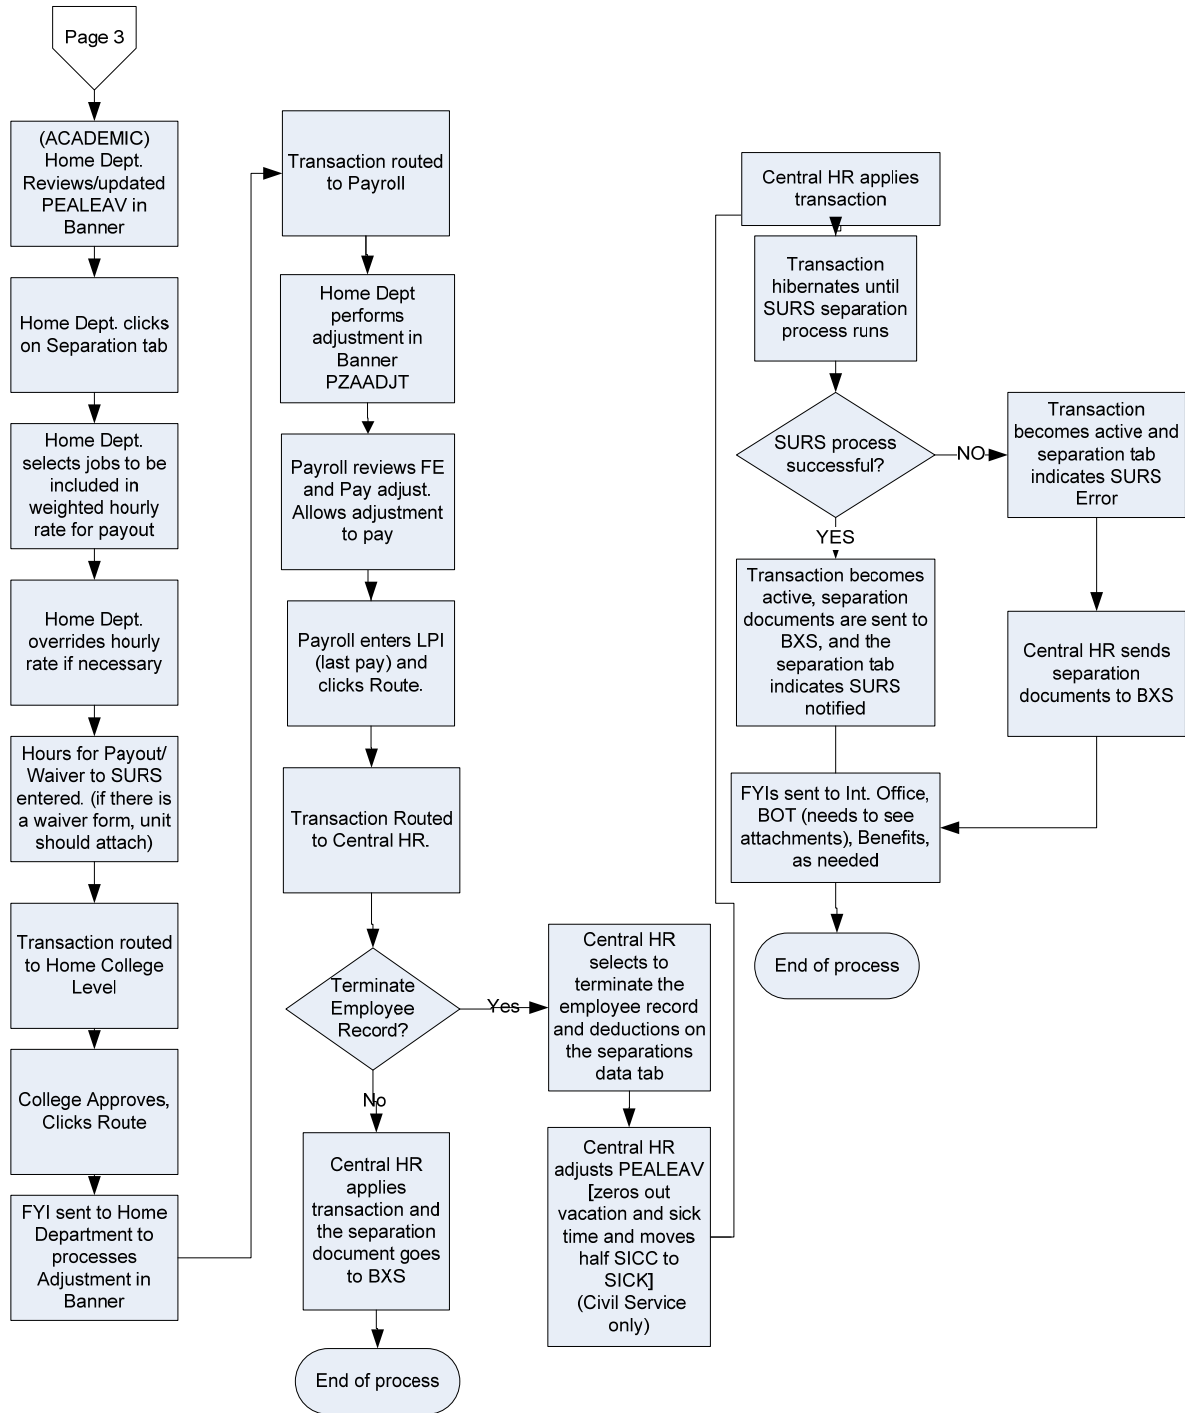 Page 3
(ACADEMIC)
Home Dept.
Reviews/updated
PEALEAV in
Banner
Home Dept. clicks
on Separation tab
Home Dept.
selects jobs to be
included in
weighted hourly
rate for payout
Home Dept.
overrides hourly
rate if necessary
Hours for Payout/
Waiver to SURS
entered. (if there is
a waiver form, unit
should attach)
Transaction routed
to Home College
Level
College Approves,
Clicks Route
FYI sent to Home
Department to
processes
Adjustment in
Banner
Transaction routed
to Payroll
Home Dept
performs
adjustment in
Banner
PZAADJT
Payroll reviews FE
and Pay adjust.
Allows adjustment
to pay
Payroll enters LPI
(last pay) and
clicks Route.
Transaction Routed
to Central HR.
Terminate
Employee
Record?
Yes
No
Central HR
applies
transaction and
the separation
document goes
to BXS
End of process
Central HR
selects to
terminate the
employee record
and deductions on
the separations
data tab
Central HR
adjusts PEALEAV
[zeros out
vacation and sick
time and moves
half SICC to
SICK]
(Civil Service
only)
Central HR applies
transaction
Transaction
hibernates until
SURS separation
process runs
SURS process
successful?
NO
YES
Transaction
becomes active and
separation tab
indicates SURS
Error
Central HR sends
separation
documents to BXS
Transaction becomes
active, separation
documents are sent to
BXS, and the
separation tab
indicates SURS
notified
FYIs sent to Int. Office,
BOT (needs to see
attachments), Benefits,
as needed
End of process